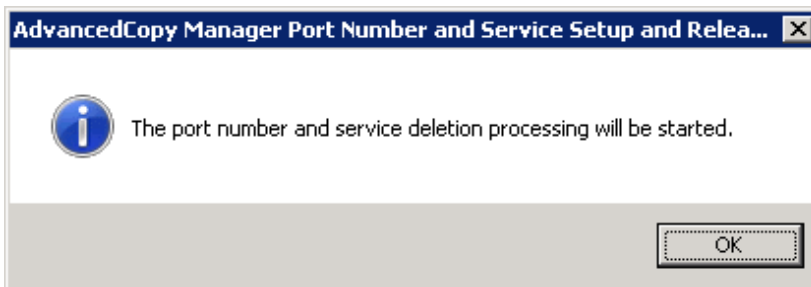 AdvancedCopy Manager Port Number and Service Setup and Relea...
The port number and service deletion processing will be started.
OK